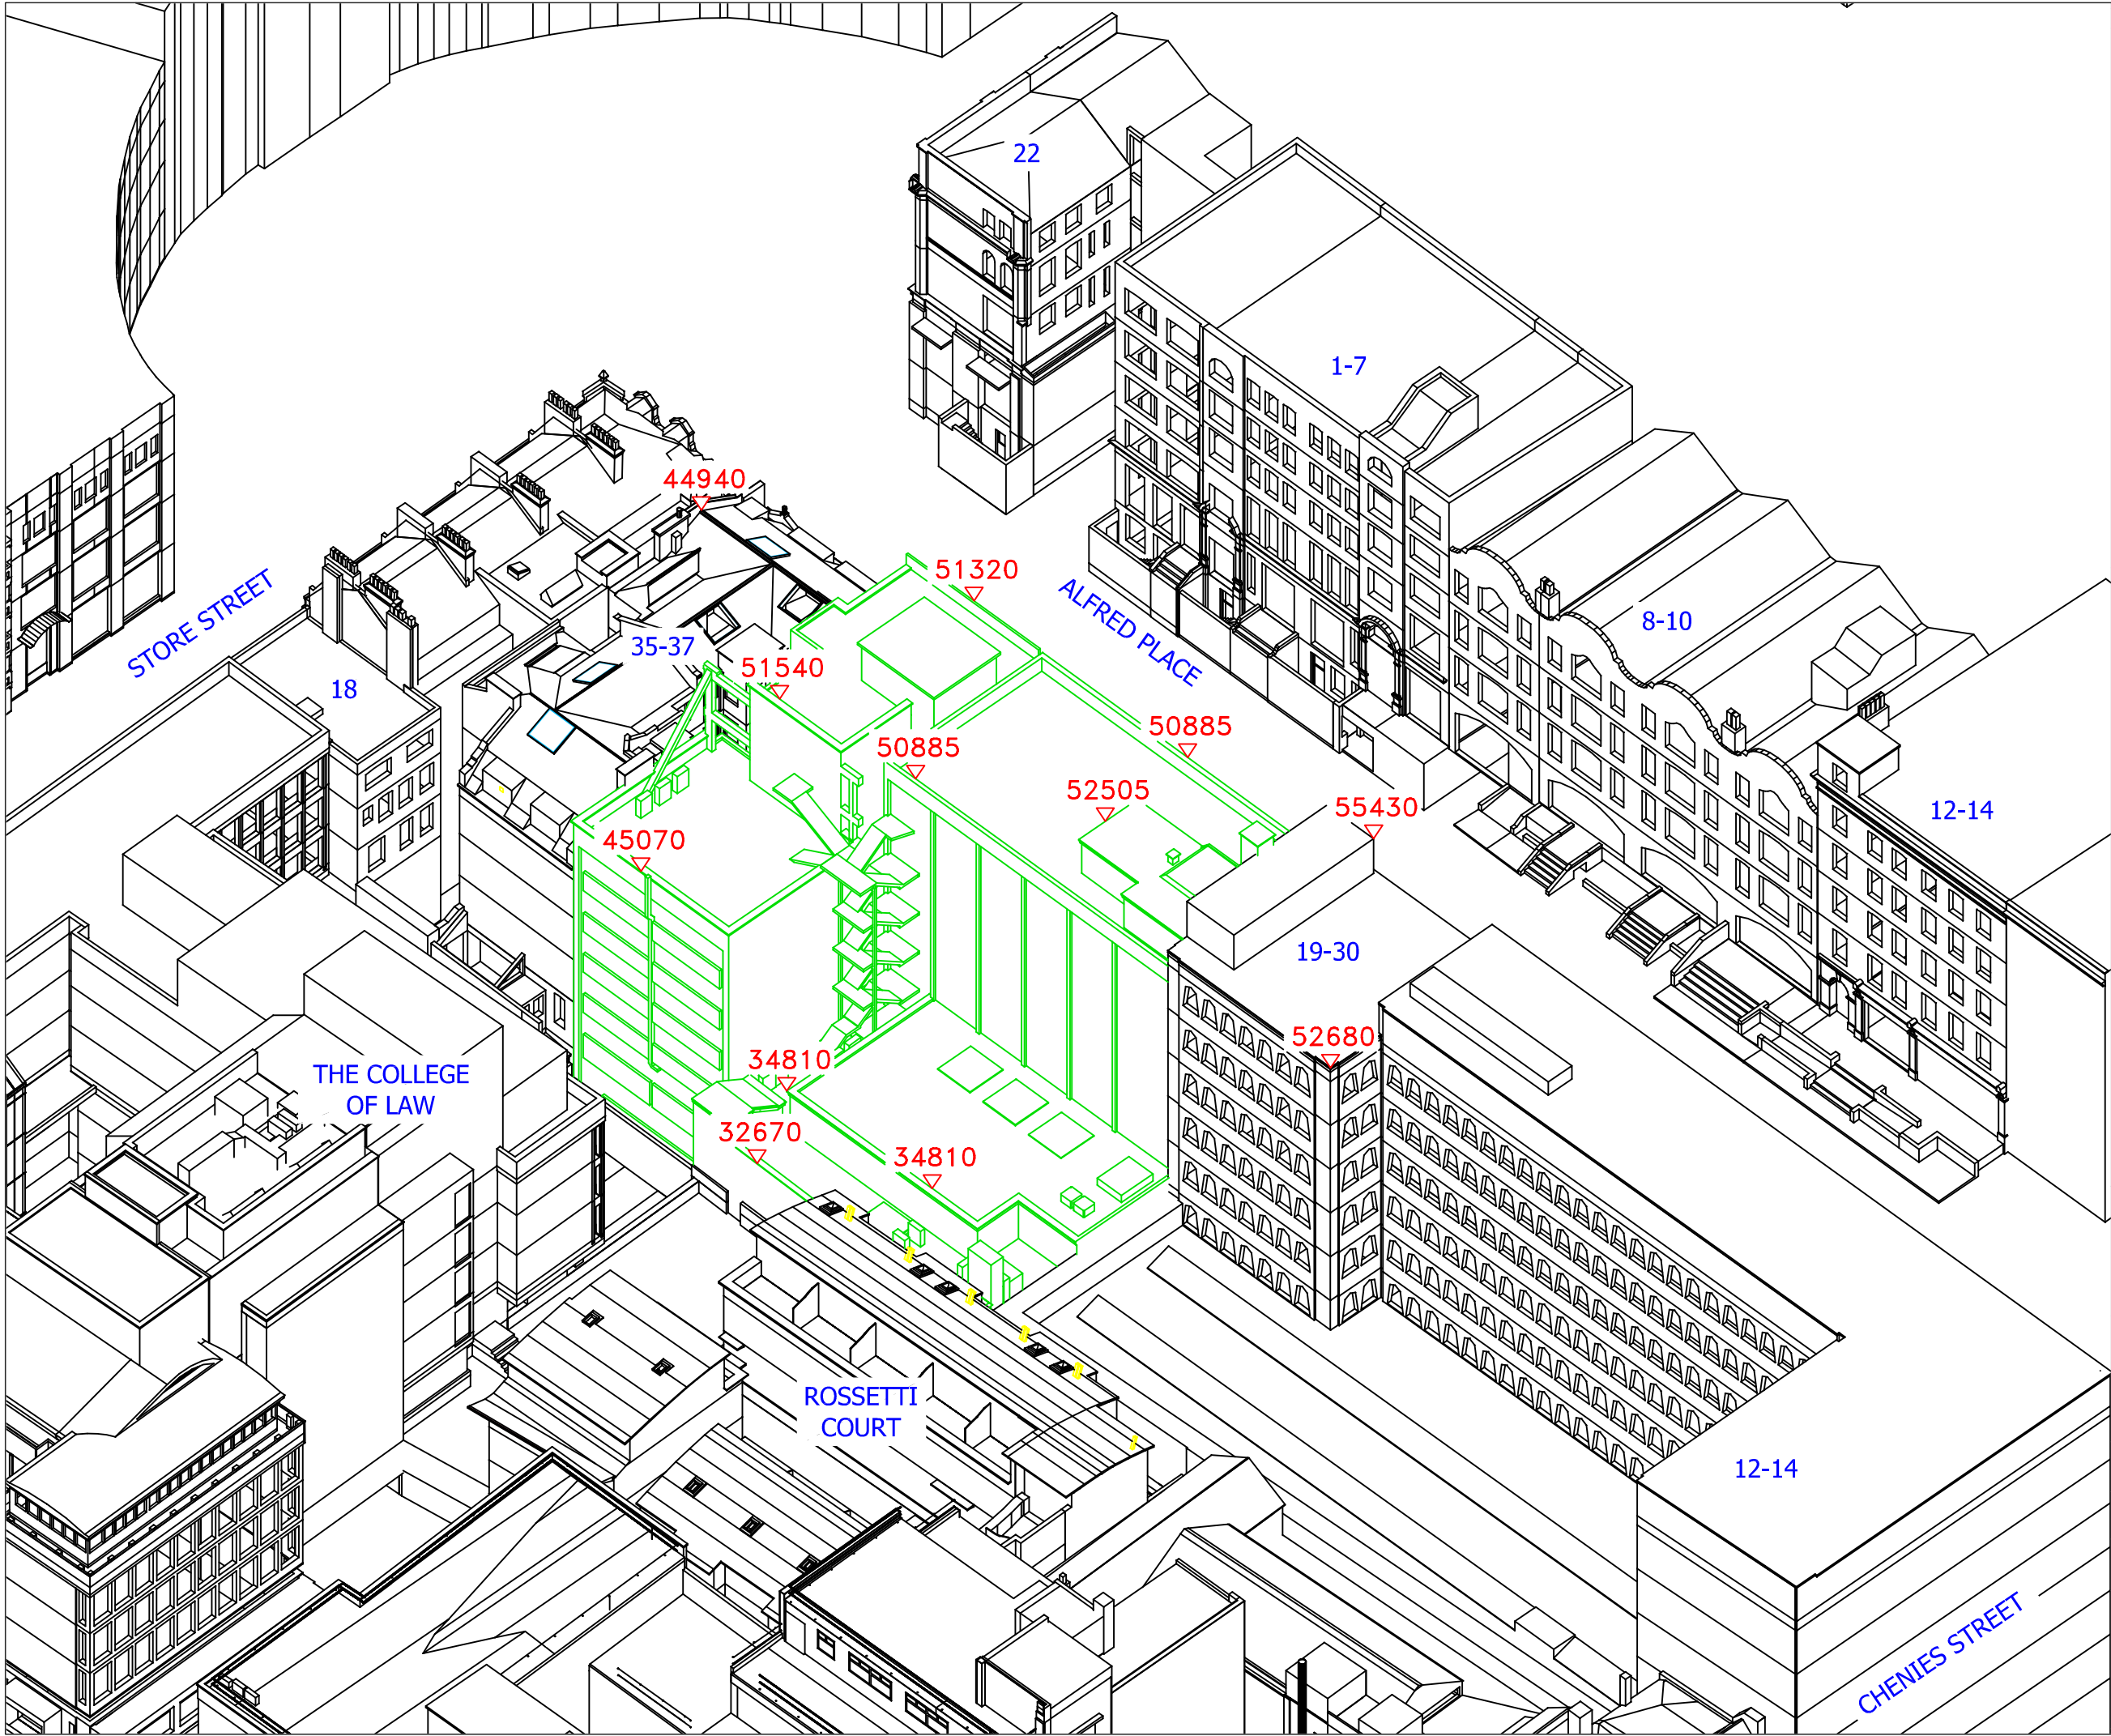 22
1-7
44940
51320
ALFRED PLACE
STORE STREET
8-10
35-37
51540
18
50885
50885
52505
55430
12-14
45070
19-30
52680
34810
THE COLLEGE
OF LAW
32670
34810
ROSSETTI
COURT
12-14
CHENIES STREET